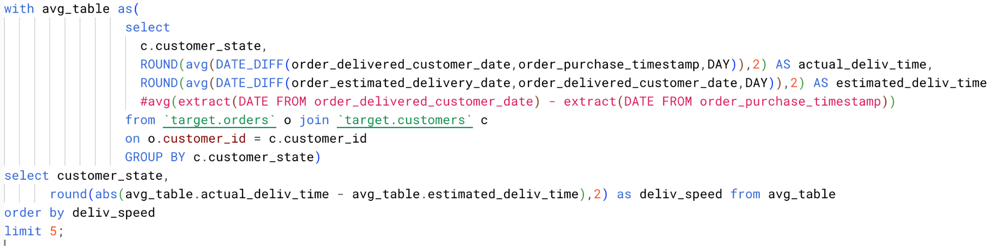 with avg_table as(
select
c.customer_state,
ROUND(avg(DATE_DIFF(order_delivered_customer_date,order_purchase_timestamp,DAY)),2) AS actual_deliv_time,
ROUND(avg(DATE_DIFF(order_estimated_delivery_date,order_delivered_customer_date,DAY)),2) AS estimated_deliv_time
#avg(extract(DATE FROM order_delivered_customer_date) - extract(DATE FROM order_purchase_timestamp))
from `target.orders` o join `target.customers` c
on o.customer_id = c.customer_id
GROUP BY c.customer_state)
select customer_state,
round(abs(avg_table.actual_deliv_time - avg_table.estimated_deliv_time),2) as deliv_speed from avg_table
order by deliv_speed
limit 5;